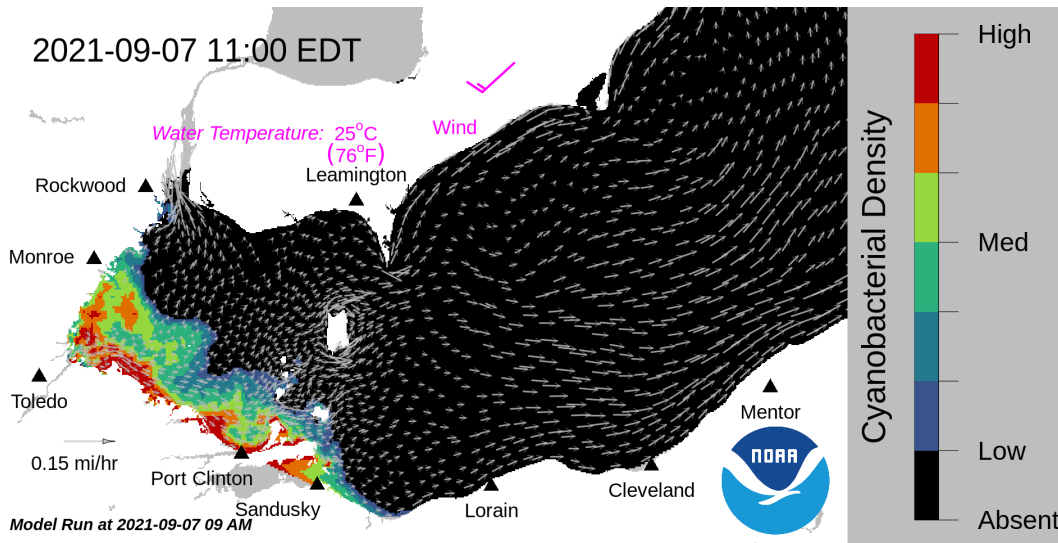 2021-09-07 11:00 EDT
Water Temperature: 25°C
(76°F)
Wind
Leamington
Rockwood
Monroe
Toledo
0.15 mi/hr
Port Clinton
Sandusky
Lorain
Cleveland
Mentor
NOAA
Model Run at 2021-09-07 09 AM
Cyanobacterial Density
High
Med
Low
Absent